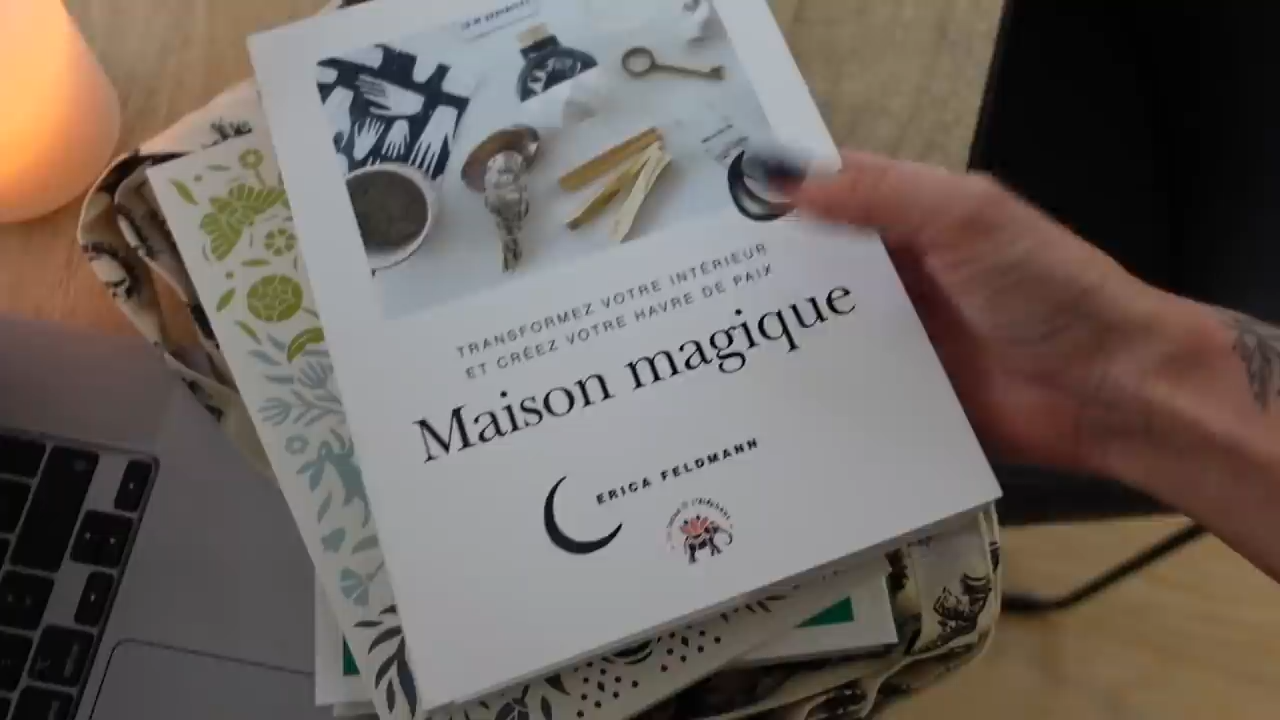 TRANSFORMEZ VOTRE INTÉRIEUR
ET CRÉEZ VOTRE HAVRE DE PAIX
Maison magique
ERICA FELDMANN